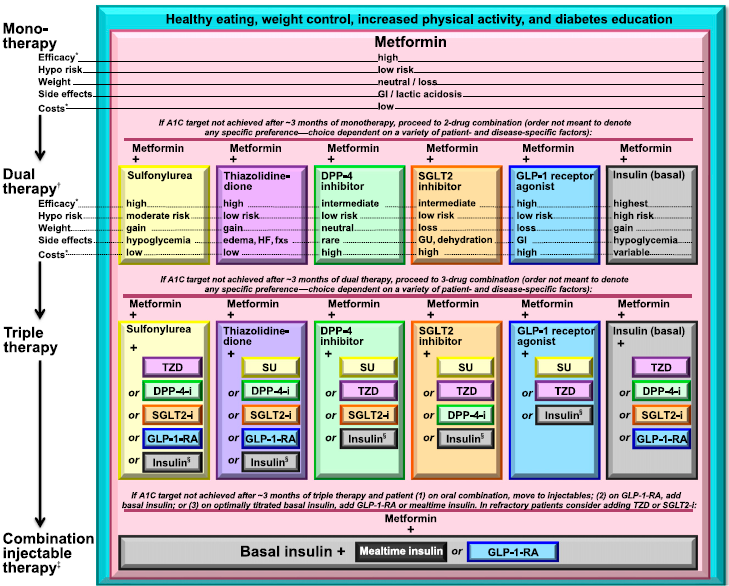 Healthy eating, weight control, increased physical activity, and diabetes education
Mono-
therapy
Metformin
Efficacy* high
Hypo risk low risk
Weight neutral / loss
Side effects GI / lactic acidosis
Costs* low
If A1C target not achieved after ~3 months of monotherapy, proceed to 2-drug combination (order not meant to denote
any specific preference—choice dependent on a variety of patient- and disease-specific factors):
Metformin Metformin Metformin Metformin Metformin Metformin
+ + + + + +
Dual
therapy†
Sulfonylurea
Thiazolidine-
dione
DPP-4
inhibitor
SGLT2
inhibitor
GLP-1 receptor
agonist
Insulin (basal)
Efficacy* high high intermediate intermediate high highest
Hypo risk moderate risk low risk low risk low risk low risk high risk
Weight gain gain neutral loss loss gain
Side effects hypoglycemia edema, HF, fxs rare GU, dehydration GI hypoglycemia
Costs* low low high high high variable
If A1C target not achieved after ~3 months of dual therapy, proceed to 3-drug combination (order not meant to denote
any specific preference—choice dependent on a variety of patient- and disease-specific factors):
Metformin Metformin Metformin Metformin Metformin Metformin
+ + + + + +
Triple
therapy
Sulfonylurea
+
TZD
or DPP-4-i
or SGLT2-i
or GLP-1-RA
or Insulin§
Thiazolidine-
dione
+
SU
or DPP-4-i
or SGLT2-i
or GLP-1-RA
or Insulin§
DPP-4
inhibitor
+
SU
or TZD
or SGLT2-i
or Insulin§
SGLT2
inhibitor
+
SU
or TZD
or DPP-4-i
or Insulin§
GLP-1 receptor
agonist
+
SU
or TZD
or Insulin§
Insulin (basal)
+
TZD
or DPP-4-i
or SGLT2-i
or GLP-1-RA
If A1C target not achieved after ~3 months of triple therapy and patient (1) on oral combination, move to injectables; (2) on GLP-1-RA, add
basal insulin; or (3) on optimally titrated basal insulin, add GLP-1-RA or mealtime insulin. In refractory patients consider adding TZD or SGLT2-i:
Metformin
+
Combination
injectable
therapy‡
Basal insulin + Mealtime insulin or GLP-1-RA